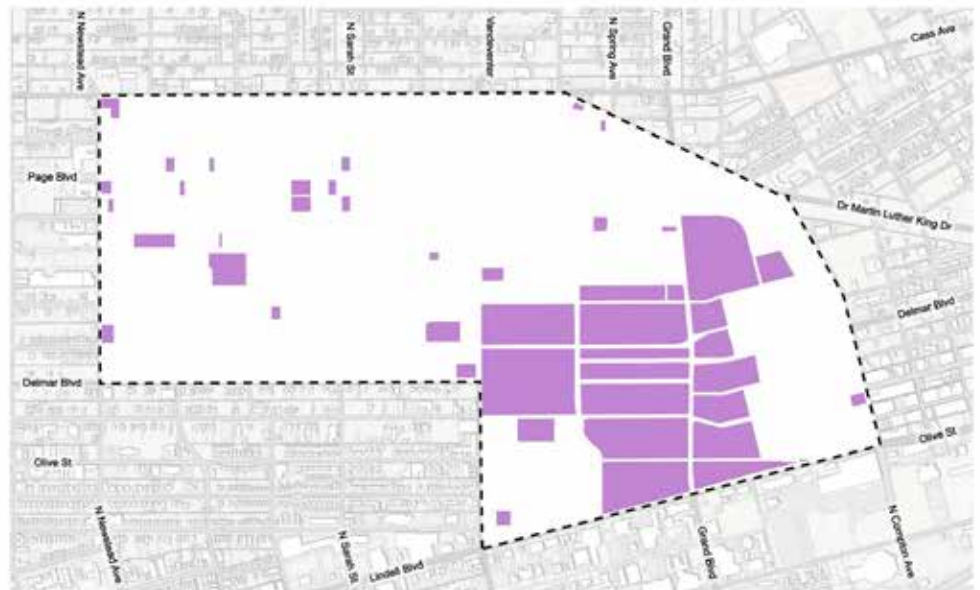 N Newstead Ave
N Sarah St
Vandeventer
N Spring Ave
Grand Blvd
Cass Ave
Page Blvd
Dr Martin Luther King Dr
Delmar Blvd
Delmar Blvd
Olive St
Olive St
N Newstead Ave
N Sarah St
Lindell Blvd
Grand Blvd
N Compton Ave